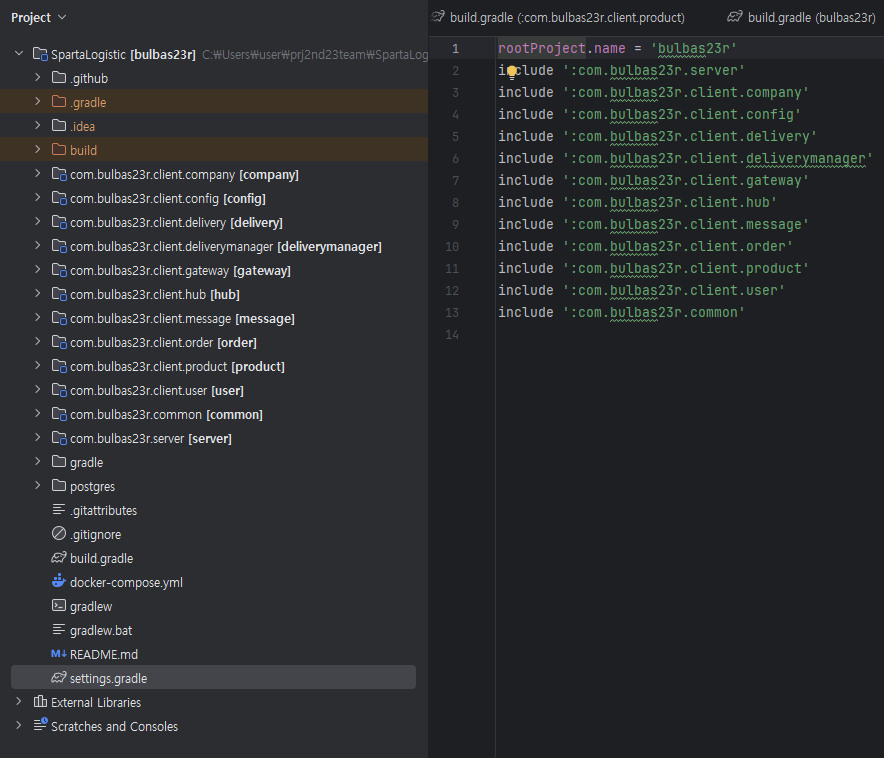 Project
build.gradle (:com.bulbas23r.client.product)
build.gradle (bulbas23r)
SpartaLogistic [bulbas23r] C:₩Users₩user₩prj2nd23team₩SpartaLog
.github
.gradle
.idea
build
com.bulbas23r.client.company [company]
com.bulbas23r.client.config [config]
com.bulbas23r.client.delivery [delivery]
com.bulbas23r.client.deliverymanager [deliverymanager]
com.bulbas23r.client.gateway [gateway]
com.bulbas23r.client.hub [hub]
com.bulbas23r.client.message [message]
com.bulbas23r.client.order [order]
com.bulbas23r.client.product [product]
com.bulbas23r.client.user [user]
com.bulbas23r.common [common]
com.bulbas23r.server [server]
gradle
postgres
.gitattributes
.gitignore
build.gradle
docker-compose.yml
gradlew
gradlew.bat
M↓ README.md
settings.gradle
External Libraries
Scratches and Consoles
1 rootProject.name = 'bulbas23r'
2 include ':com.bulbas23r.server'
3 include ':com.bulbas23r.client.company'
4 include ':com.bulbas23r.client.config'
5 include ':com.bulbas23r.client.delivery'
6 include ':com.bulbas23r.client.deliverymanager'
7 include ':com.bulbas23r.client.gateway'
8 include ':com.bulbas23r.client.hub'
9 include ':com.bulbas23r.client.message'
10 include ':com.bulbas23r.client.order'
11 include ':com.bulbas23r.client.product'
12 include ':com.bulbas23r.client.user'
13 include ':com.bulbas23r.common'
14